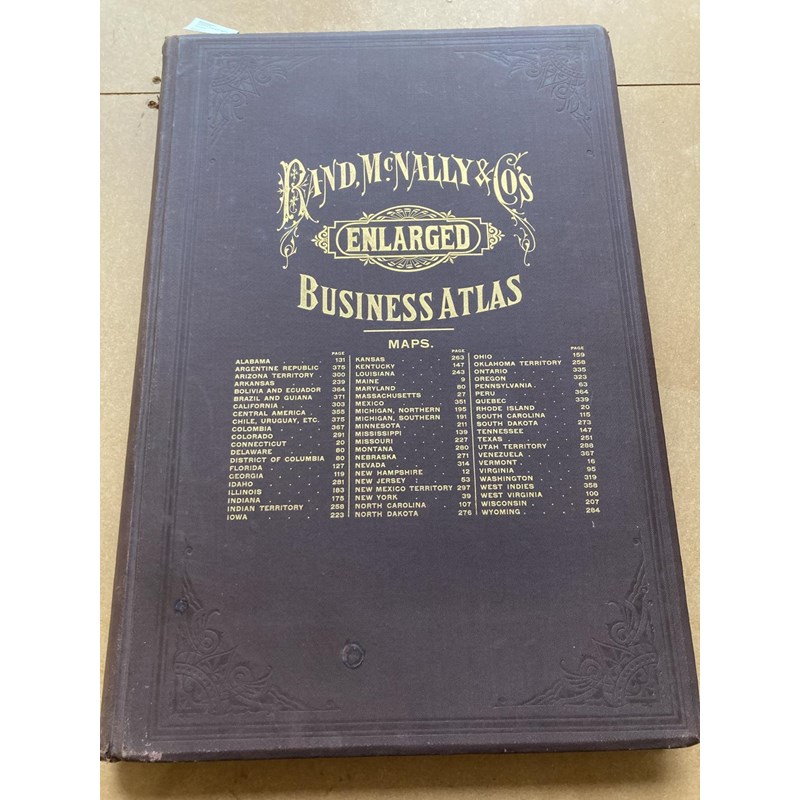 RAND, McNALLY & CO'S
ENLARGED
BUSINESS ATLAS
MAPS.
PAGE
ALABAMA . 131
ARGENTINE REPUBLIC 375
ARIZONA TERRITORY . 300
ARKANSAS 239
BOLIVIA AND ECUADOR 364
BRAZIL AND GUIANA 371
CALIFORNIA . 303
CENTRAL AMERICA . 355
CHILE, URUGUAY, ETC. 375
COLOMBIA 367
COLORADO 291
CONNECTICUT 20
DELAWARE 80
DISTRICT OF COLUMBIA 80
FLORIDA 127
GEORGIA 119
IDAHO 281
ILLINOIS 183
INDIANA 175
INDIAN TERRITORY 258
IOWA 223
PAGE
KANSAS 263
KENTUCKY 147
LOUISIANA 243
MAINE 9
MARYLAND 80
MASSACHUSETTS 27
MEXICO 351
MICHIGAN, NORTHERN 195
MICHIGAN, SOUTHERN 191
MINNESOTA 211
MISSISSIPPI 139
MISSOURI 227
MONTANA 280
NEBRASKA 271
NEVADA 314
NEW HAMPSHIRE 12
NEW JERSEY 53
NEW MEXICO TERRITORY 297
NEW YORK 39
NORTH CAROLINA 107
NORTH DAKOTA 276
PAGE
OHIO 159
OKLAHOMA TERRITORY 258
ONTARIO 335
OREGON 323
PENNSYLVANIA . 63
PERU 364
QUEBEC 339
RHODE ISLAND 20
SOUTH CAROLINA 115
SOUTH DAKOTA 273
TENNESSEE 147
TEXAS 251
UTAH TERRITORY 288
VENEZUELA 357
VERMONT 16
VIRGINIA 95
WASHINGTON 319
WEST INDIES 358
WEST VIRGINIA 100
WISCONSIN . 207
WYOMING . 284